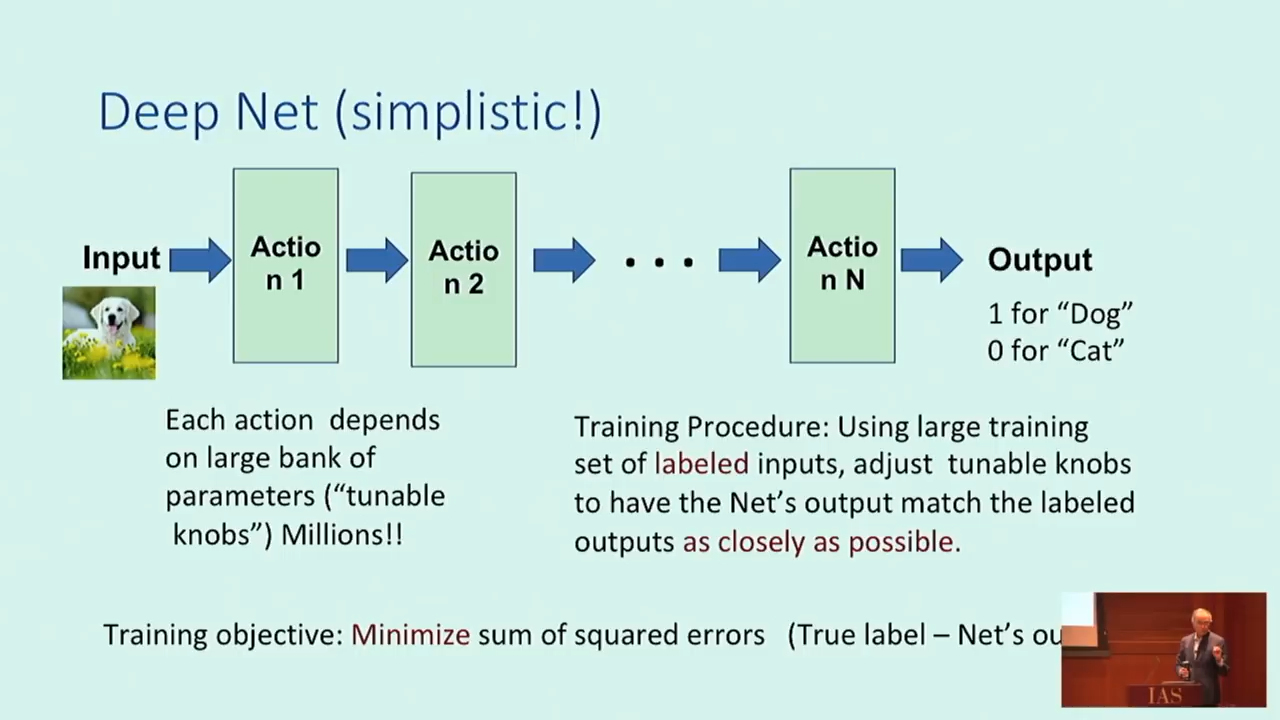 Deep Net (simplistic!)
Input
Actio
n 1
Actio
n 2
. . .
Actio
n N
Output
1 for “Dog”
0 for “Cat”
Each action depends
on large bank of
parameters (“tunable
knobs”) Millions!!
Training Procedure: Using large training
set of labeled inputs, adjust tunable knobs
to have the Net’s output match the labeled
outputs as closely as possible.
Training objective: Minimize sum of squared errors (True label – Net’s ou
IAS